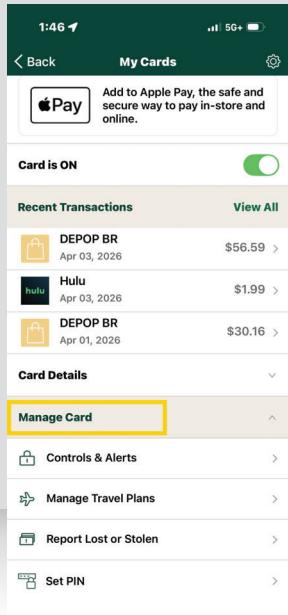 1:46
5G+
Back
My Cards
Pay
Add to Apple Pay, the safe and
secure way to pay in-store and
online.
Card is ON
Recent Transactions
View All
DEPOP BR
Apr 03, 2026
$56.59
hulu
Hulu
Apr 03, 2026
$1.99
DEPOP BR
Apr 01, 2026
$30.16
Card Details
Manage Card
Controls & Alerts
Manage Travel Plans
Report Lost or Stolen
Set PIN